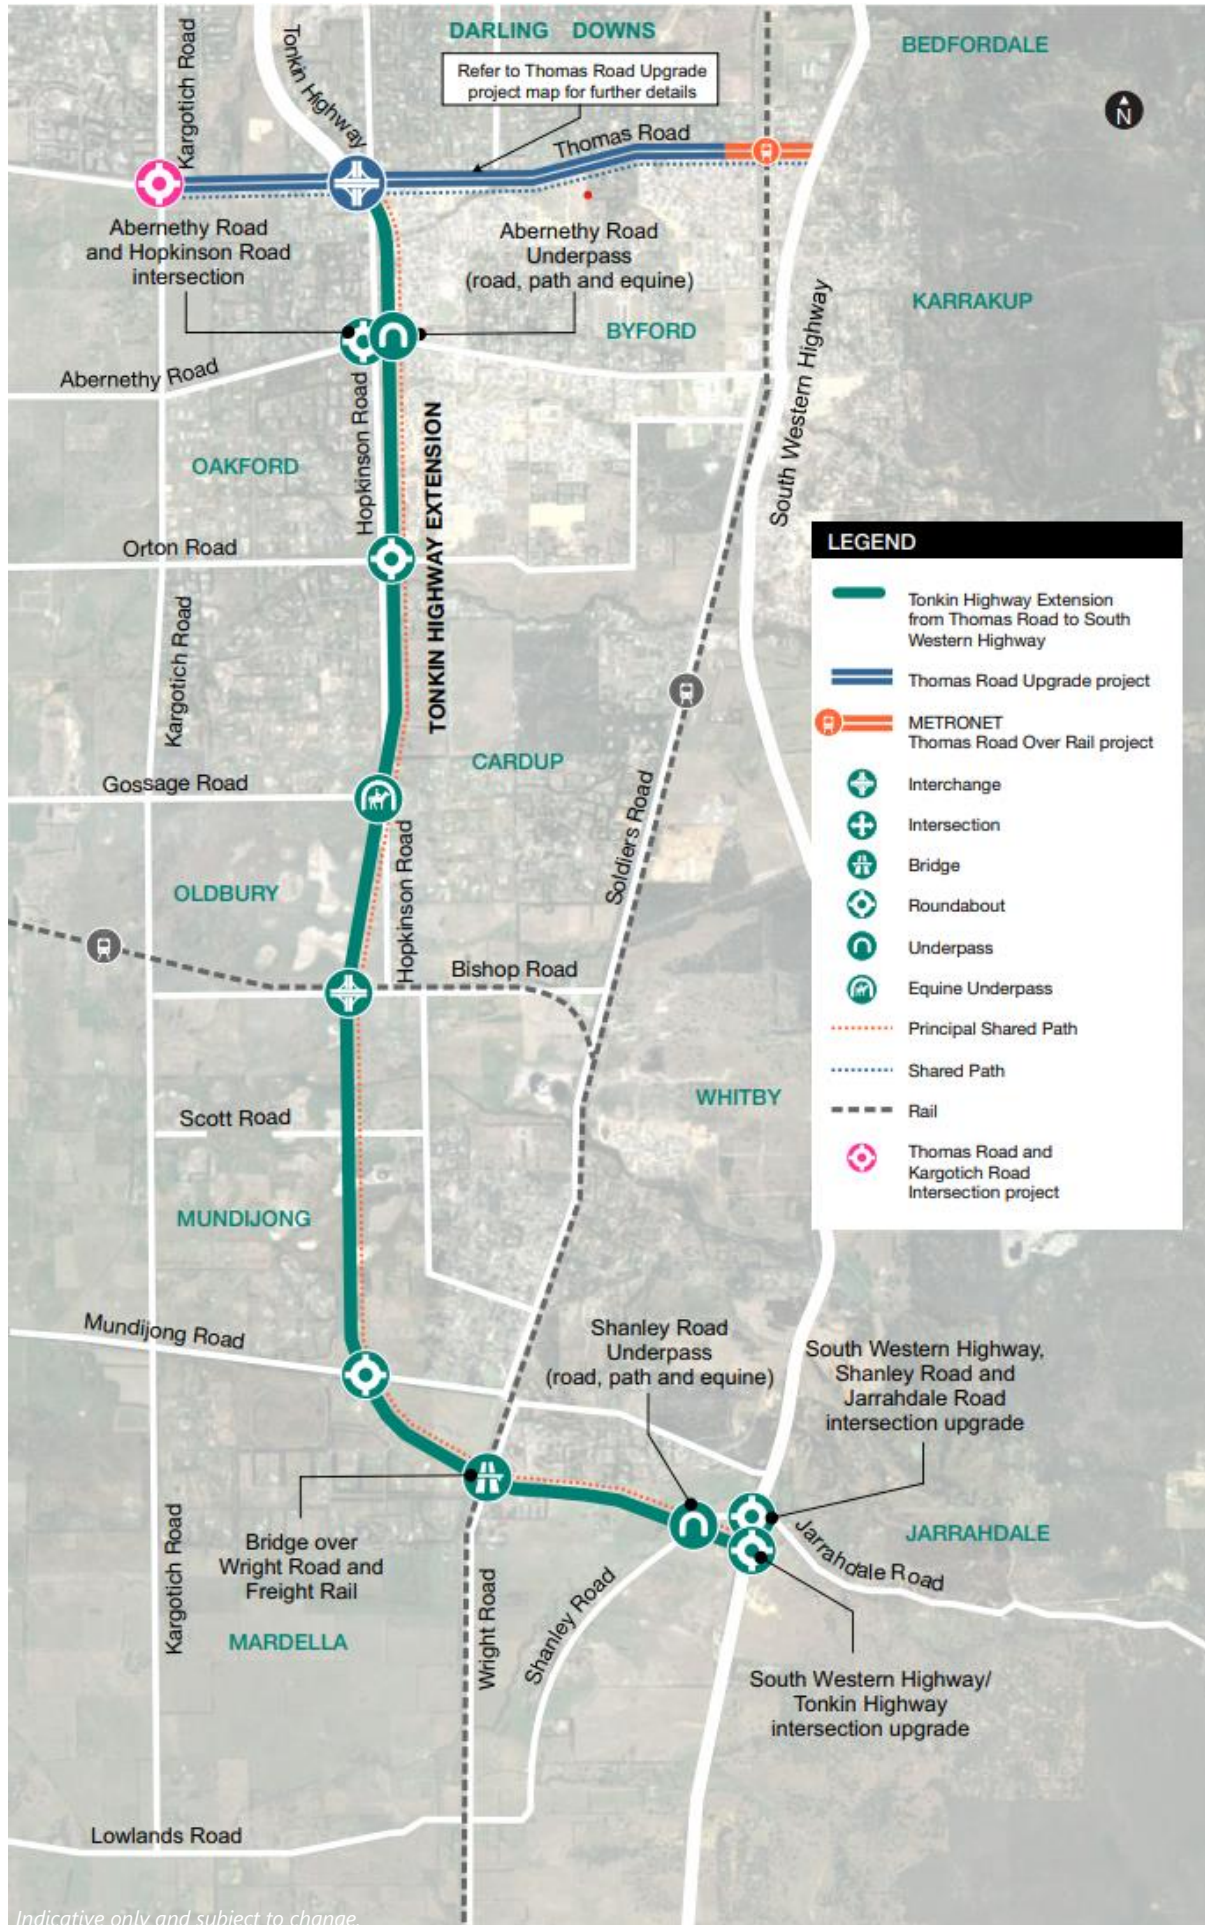 Kargotich Road
Tonkin Highway
DARLING DOWNS
BEDFORDALE
Refer to Thomas Road Upgrade
project map for further details
N
Thomas Road
Abernethy Road
and Hopkinson Road
intersection
Abernethy Road
Underpass
(road, path and equine)
KARRAKUP
BYFORD
South Western Highway
Abernethy Road
Hopkinson Road
TONKIN HIGHWAY EXTENSION
OAKFORD
Orton Road
LEGEND
Tonkin Highway Extension
from Thomas Road to South
Western Highway
Thomas Road Upgrade project
METRONET
Thomas Road Over Rail project
Interchange
Intersection
Bridge
Roundabout
Underpass
Equine Underpass
Principal Shared Path
Shared Path
Rail
Thomas Road and
Kargotich Road
Intersection project
Kargotich Road
CARDUP
Gossage Road
Soldiers Road
Hopkinson Road
OLDBURY
Bishop Road
WHITBY
Scott Road
MUNDIJONG
Mundijong Road
Shanley Road
Underpass
(road, path and equine)
South Western Highway,
Shanley Road and
Jarrahdale Road
intersection upgrade
Kargotich Road
Bridge over
Wright Road and
Freight Rail
JARRAHDALE
Jarrahdale Road
Wright Road
Shanley Road
MARDELLA
South Western Highway/
Tonkin Highway
intersection upgrade
Lowlands Road
Indicative only and subject to change.